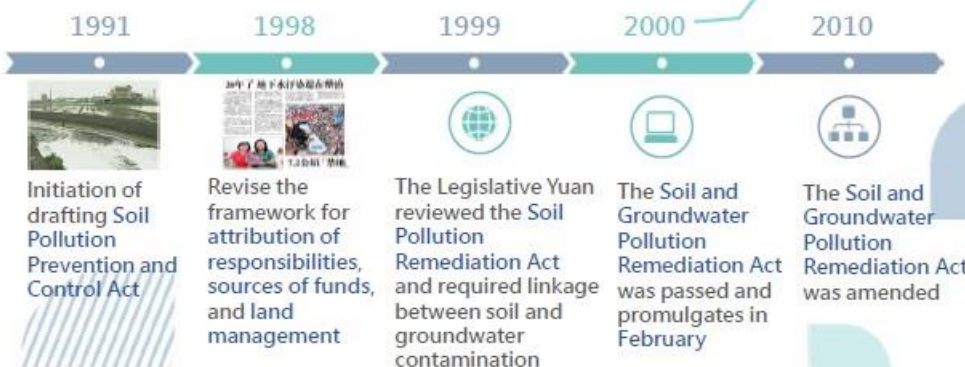 1991
1998
1999
2000
2010
Initiation of
drafting Soil
Pollution
Prevention and
Control Act
Revise the
framework for
attribution of
responsibilities,
sources of funds,
and land
management
The Legislative Yuan
reviewed the Soil
Pollution
Remediation Act
and required linkage
between soil and
groundwater
contamination
The Soil and
Groundwater
Pollution
Remediation Act
was passed and
promulgates in
February
The Soil and
Groundwater
Pollution
Remediation Act
was amended